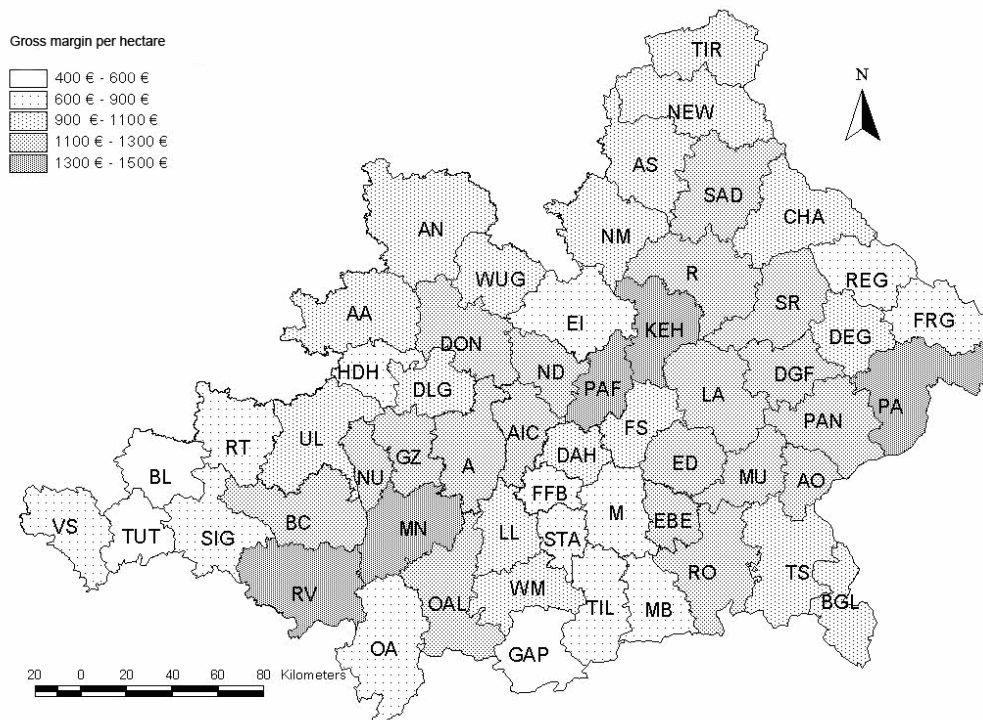 Gross margin per hectare
400 € - 600 €
600 € - 900 €
900 € - 1100 €
1100 € - 1300 €
1300 € - 1500 €
N
TIR
NEW
AS
SAD
CHA
AN
NM
WUG
R
REG
AA
EI
KEH
SR
FRG
DON
DEG
HDH
DLG
ND
PAF
LA
DGF
PA
RT
UL
AIC
FS
PAN
BL
NU
GZ
A
DAH
ED
MU
AO
VS
TUT
SIG
BC
MN
FFB
M
EBE
LL
STA
RV
OAL
WM
TIL
MB
RO
TS
BGL
OA
GAP
20 0 20 40 60 80 Kilometers